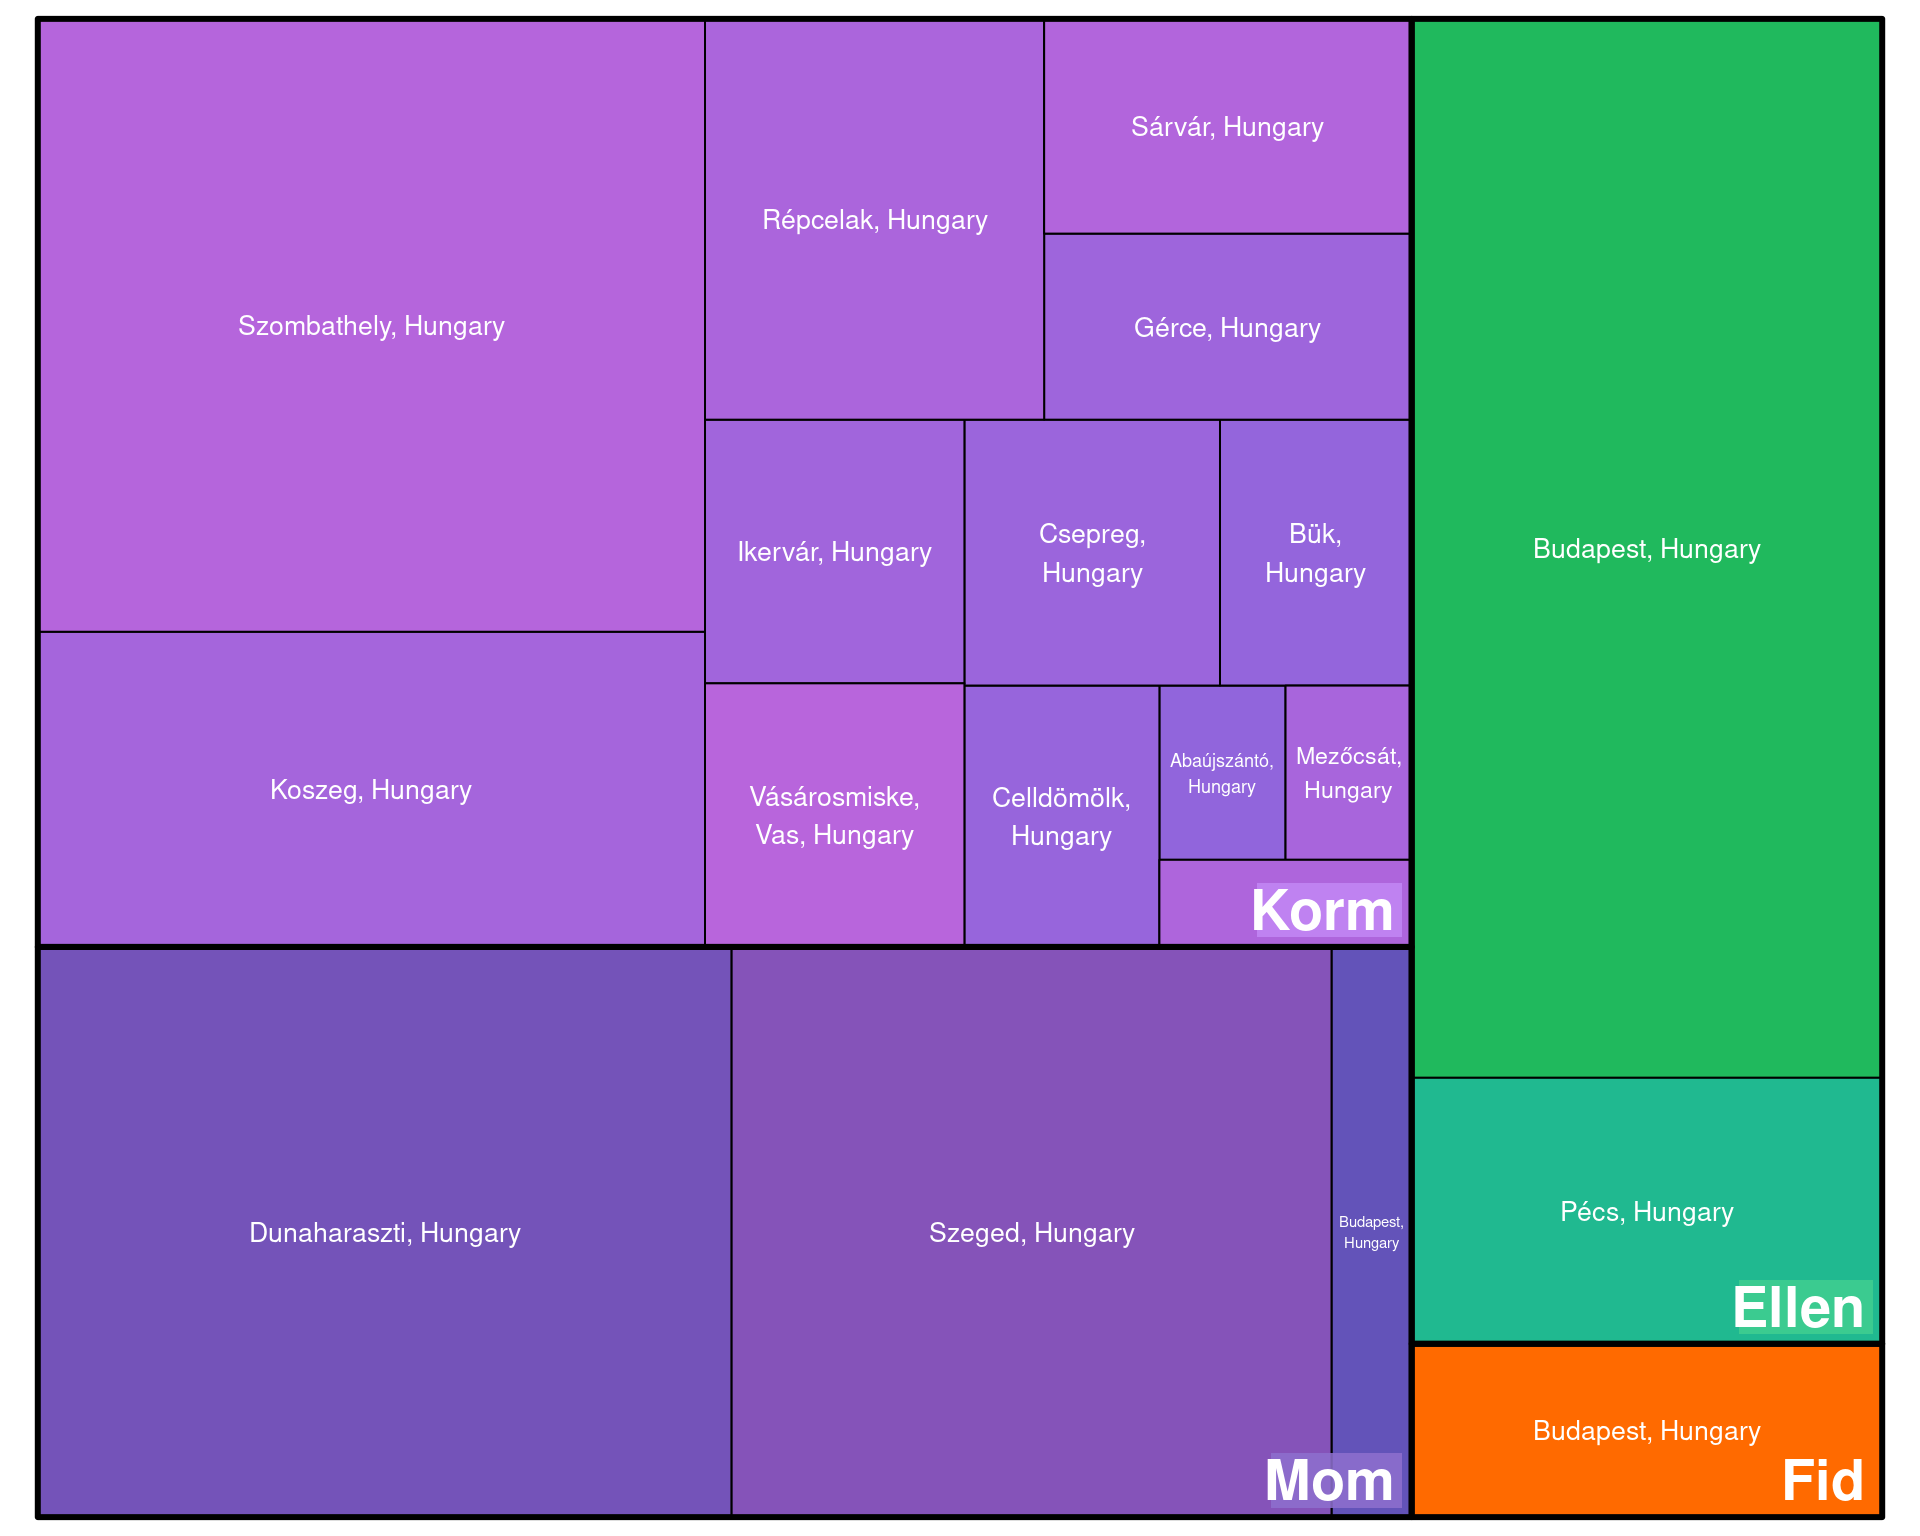 Szombathely, Hungary
Répcelak, Hungary
Sárvár, Hungary
Gérce, Hungary
Koszeg, Hungary
Ikervár, Hungary
Csepreg,
Hungary
Bük,
Hungary
Vásárosmiske,
Vas, Hungary
Celldömölk,
Hungary
Abaújszántó,
Hungary
Mezőcsát,
Hungary
Korm
Dunaharaszti, Hungary
Szeged, Hungary
Budapest,
Hungary
Mom
Budapest, Hungary
Pécs, Hungary
Ellen
Budapest, Hungary
Fid